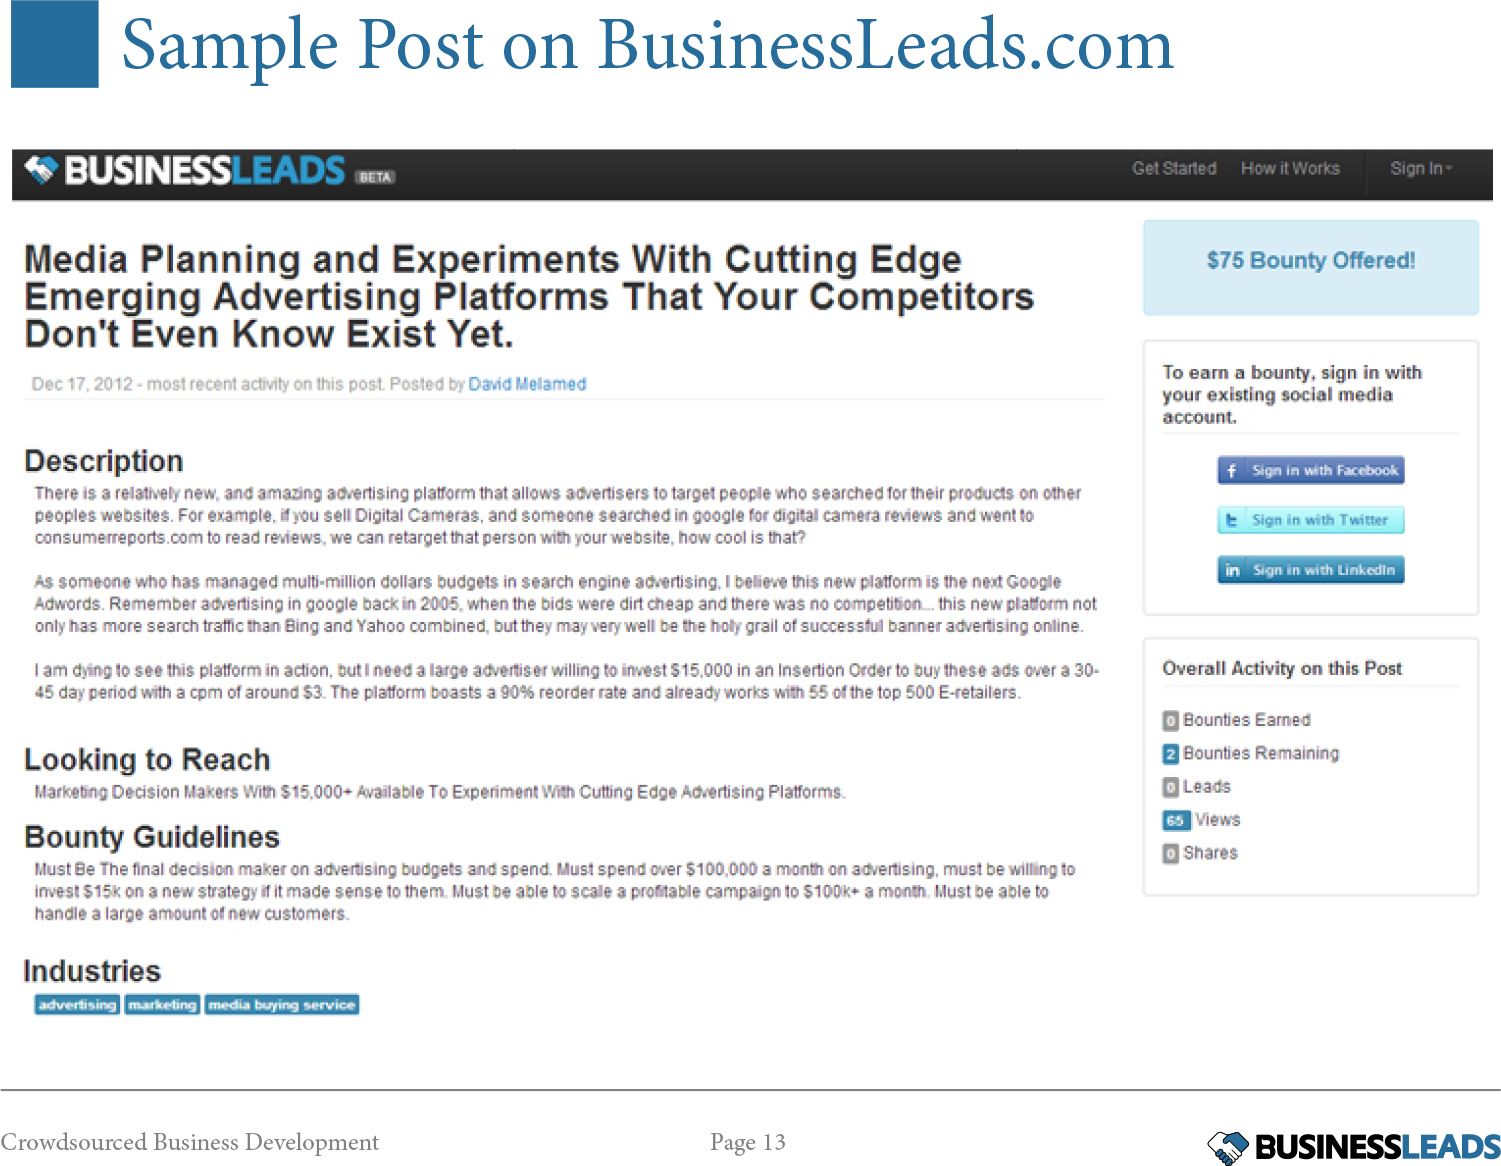 Sample Post on BusinessLeads.com
BUSINESSLEADS BETA
Get Started How it Works Sign In
Media Planning and Experiments With Cutting Edge
Emerging Advertising Platforms That Your Competitors
Don't Even Know Exist Yet.
Dec 17, 2012 - most recent activity on this post. Posted by David Melamed
Description
There is a relatively new, and amazing advertising platform that allows advertisers to target people who searched for their products on other
peoples websites. For example, if you sell Digital Cameras, and someone searched in google for digital camera reviews and went to
consumerreports.com to read reviews, we can retarget that person with your website, how cool is that?
As someone who has managed multi-million dollars budgets in search engine advertising, I believe this new platform is the next Google
Adwords. Remember advertising in google back in 2005, when the bids were dirt cheap and there was no competition... this new platform not
only has more search traffic than Bing and Yahoo combined, but they may very well be the holy grail of successful banner advertising online.
I am dying to see this platform in action, but I need a large advertiser willing to invest $15,000 in an Insertion Order to buy these ads over a 30-
45 day period with a cpm of around $3. The platform boasts a 90% reorder rate and already works with 55 of the top 500 E-retailers.
Looking to Reach
Marketing Decision Makers With $15,000+ Available To Experiment With Cutting Edge Advertising Platforms.
Bounty Guidelines
Must Be The final decision maker on advertising budgets and spend. Must spend over $100,000 a month on advertising, must be willing to
invest $15k on a new strategy if it made sense to them. Must be able to scale a profitable campaign to $100k+ a month. Must be able to
handle a large amount of new customers.
Industries
advertising marketing media buying service
$75 Bounty Offered!
To earn a bounty, sign in with
your existing social media
account.
f Sign in with Facebook
t Sign in with Twitter
in Sign in with LinkedIn
Overall Activity on this Post
0 Bounties Earned
2 Bounties Remaining
0 Leads
65 Views
0 Shares
Crowdsourced Business Development
Page 13
BUSINESSLEADS